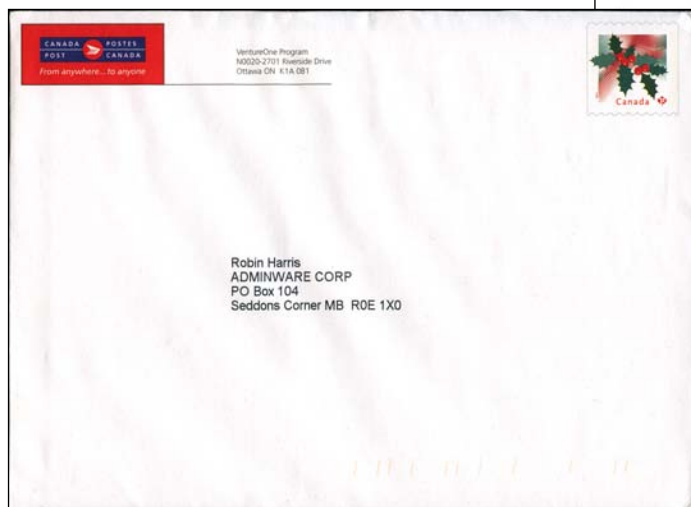 CANADA POSTES
POST CANADA
From anywhere... to anyone
VentureOne Program
N0020-2701 Riverside Drive
Ottawa ON K1A 0B1
Canada P
Robin Harris
ADMINWARE CORP
PO Box 104
Seddons Corner MB R0E 1X0